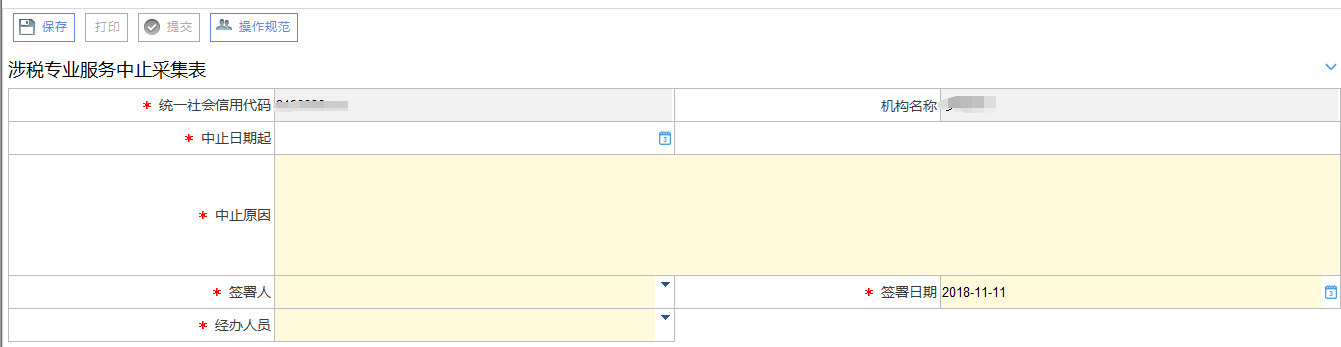 保存 打印 提交 操作规范
涉税专业服务中止采集表
* 统一社会信用代码 机构名称
* 中止日期起
* 中止原因
* 签署人 * 签署日期 2018-11-11
* 经办人员